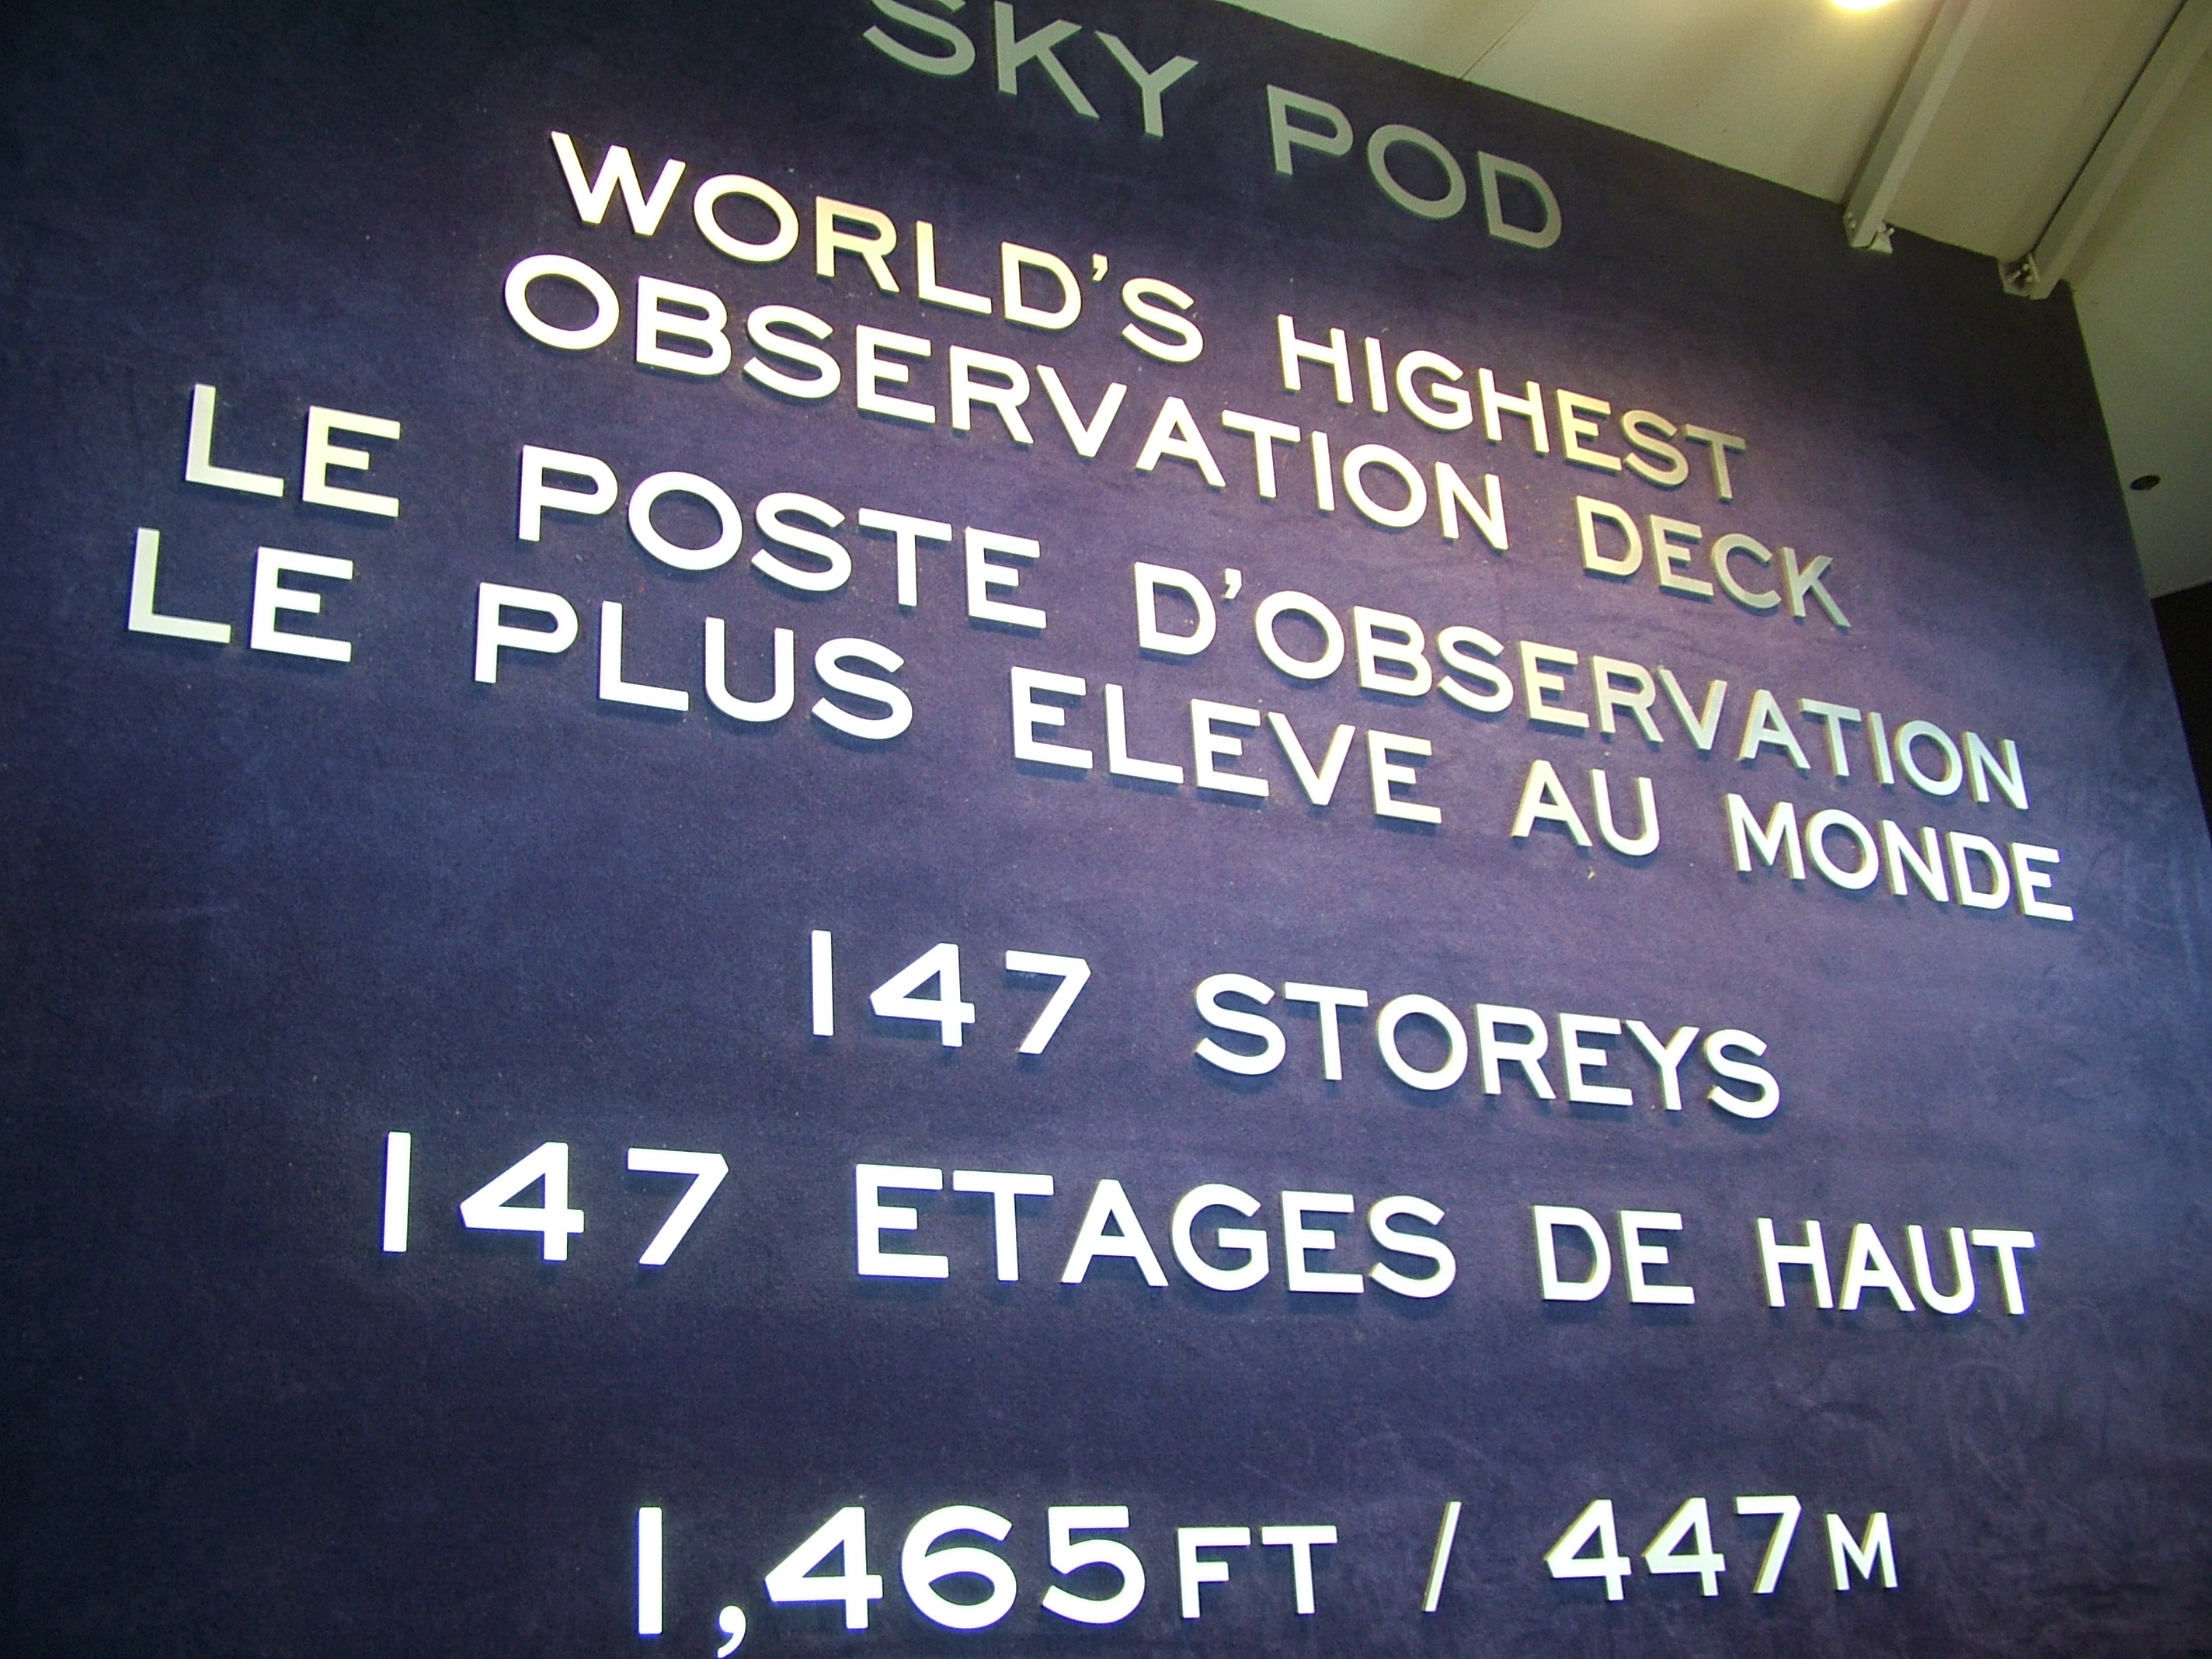 SKY POD
WORLD'S HIGHEST
OBSERVATION DECK
LE POSTE D'OBSERVATION
LE PLUS ELEVE AU MONDE
147 STOREYS
147 ETAGES DE HAUT
1,465FT / 447M